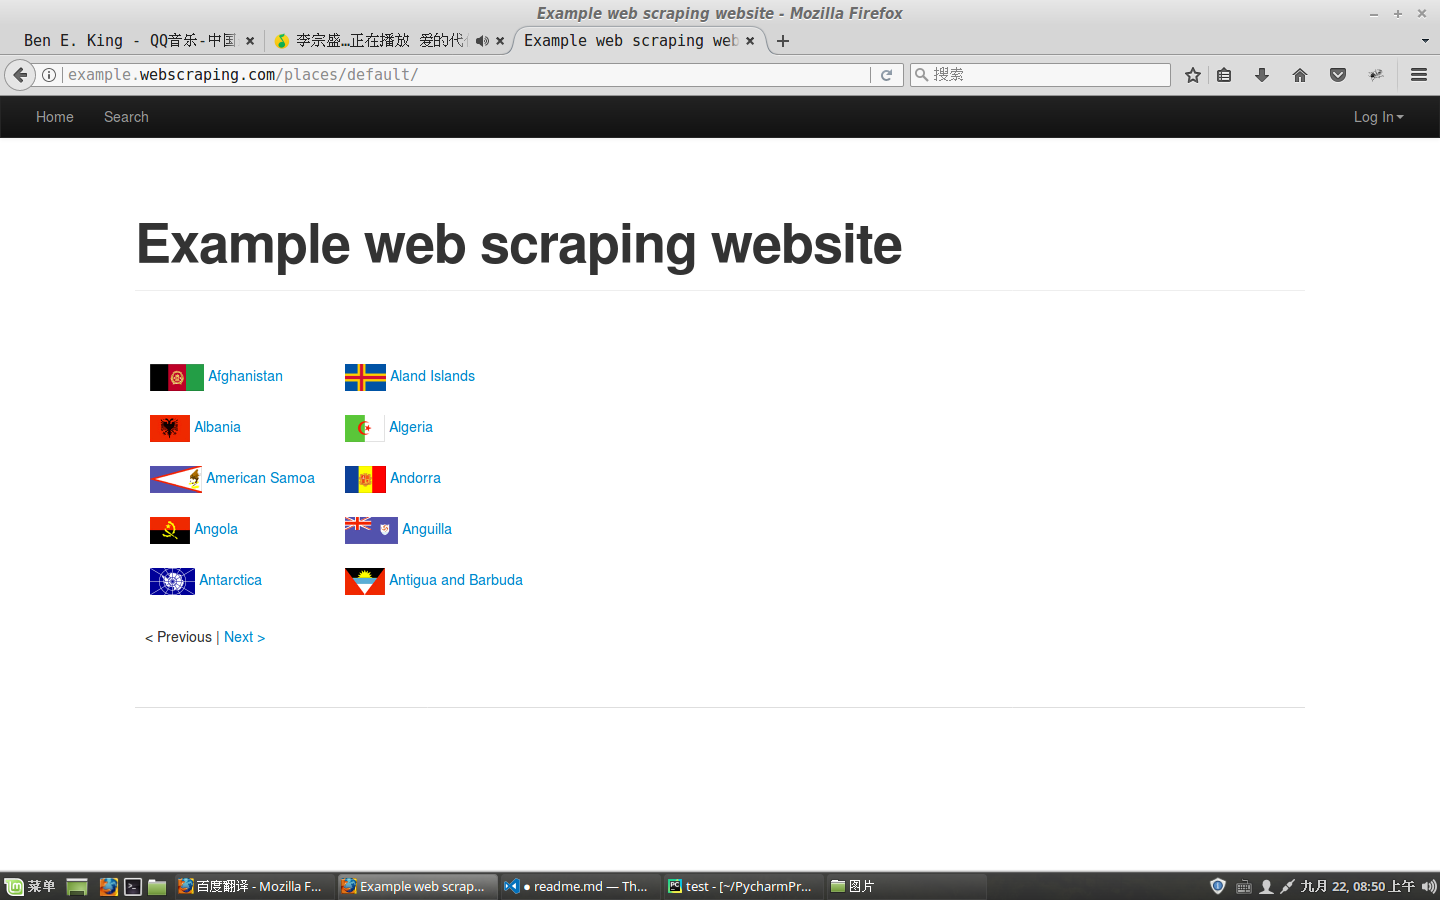 Example web scraping website - Mozilla Firefox
Ben E. King - QQ音乐-中国
李宗盛…正在播放 爱的代
Example web scraping web
example.webscraping.com/places/default/
搜索
Home Search Log In
Example web scraping website
Afghanistan Aland Islands
Albania Algeria
American Samoa Andorra
Angola Anguilla
Antarctica Antigua and Barbuda
< Previous | Next >
菜单 百度翻译 - Mozilla F... Example web scrap... ● readme.md — Th... test - [~/PycharmPr... 图片 九月 22, 08:50 上午